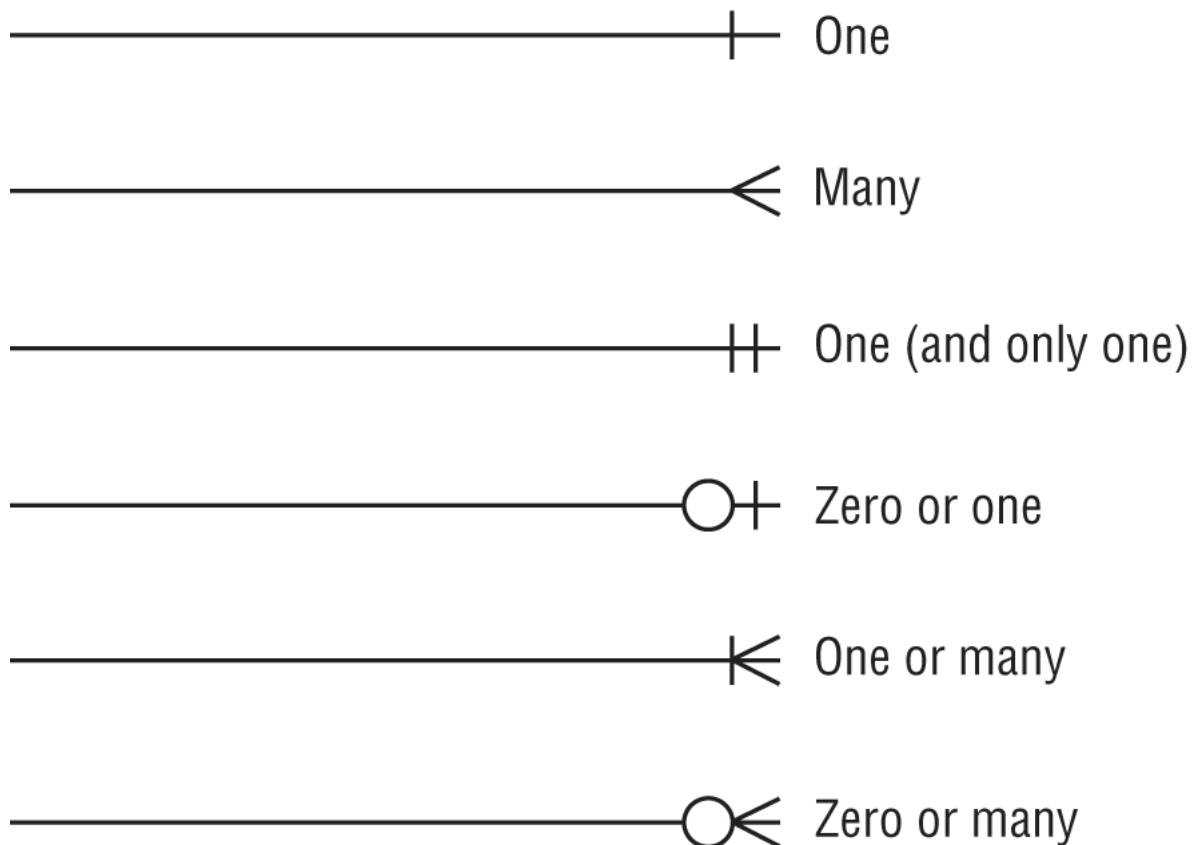 One
Many
One (and only one)
Zero or one
One or many
Zero or many